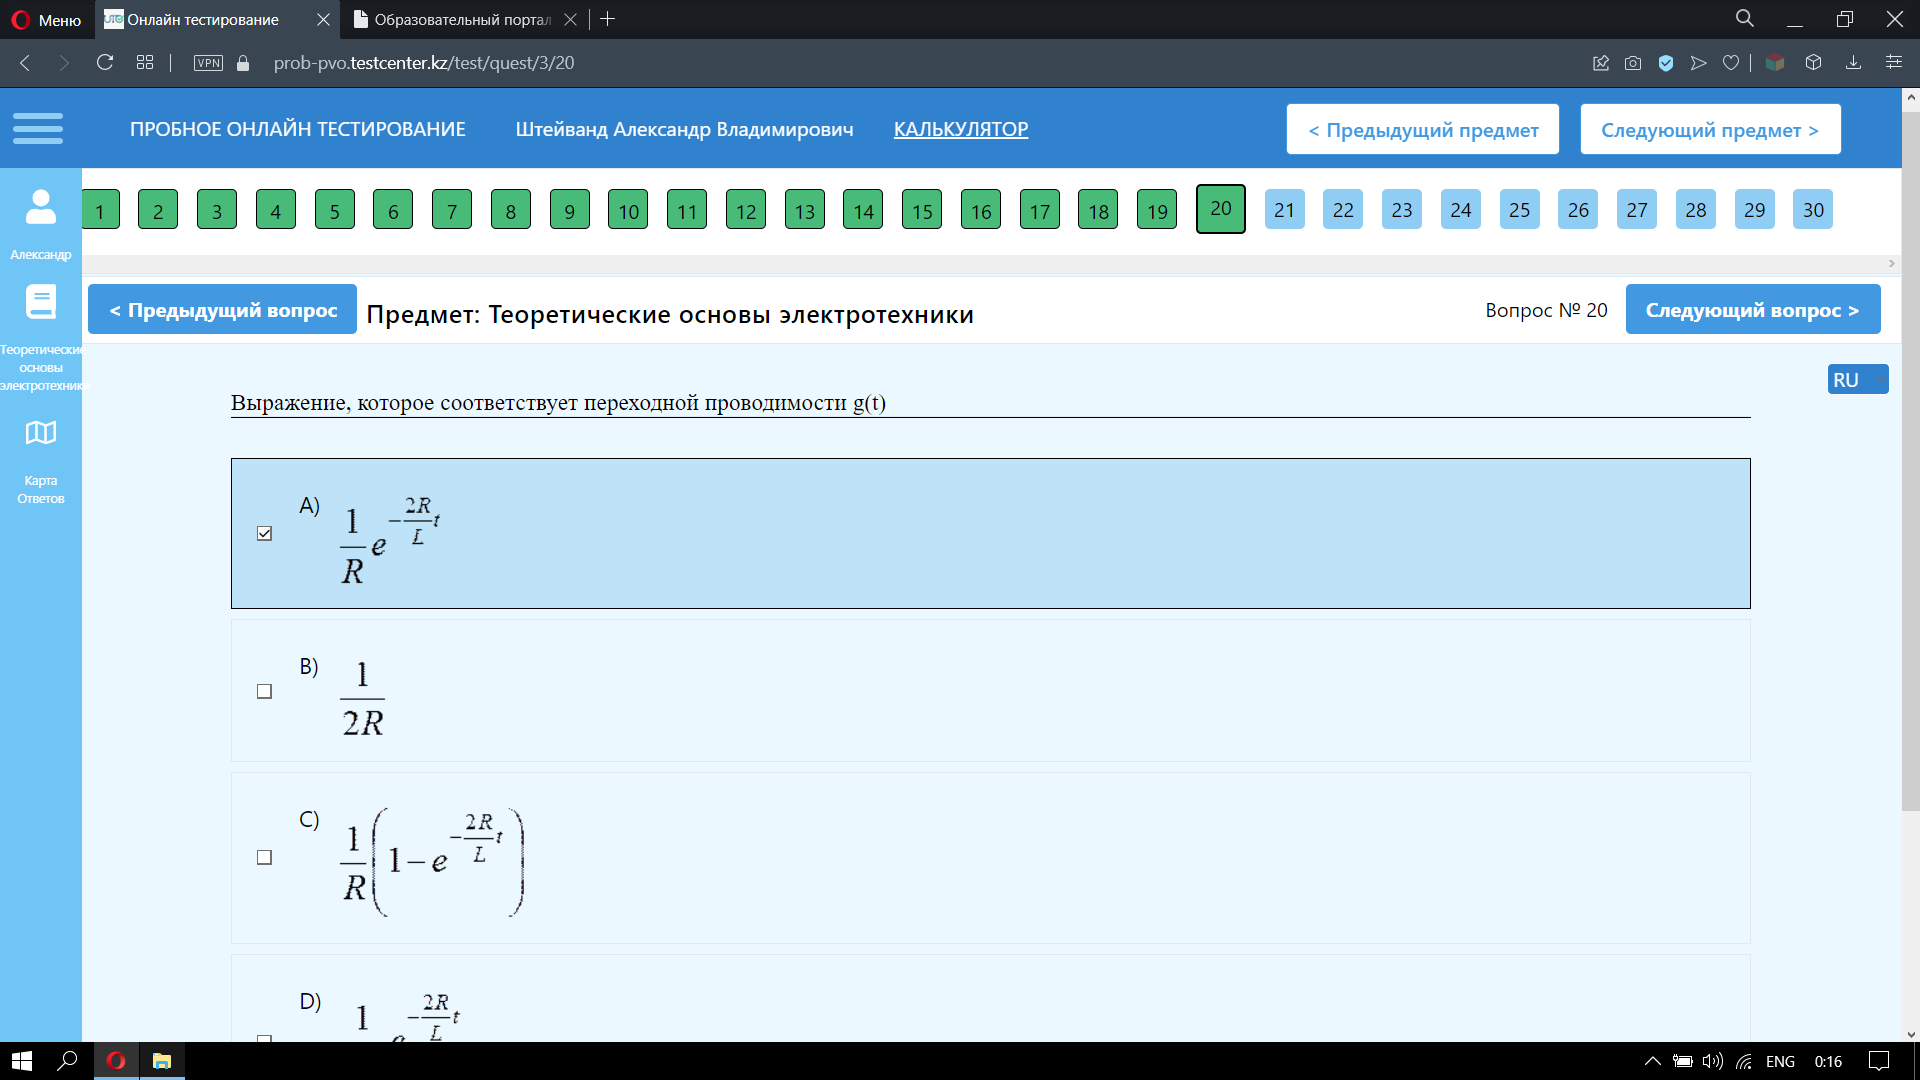 Меню
Онлайн тестирование
Образовательный портал
VPN
prob-pvo.testcenter.kz/test/quest/3/20
ПРОБНОЕ ОНЛАЙН ТЕСТИРОВАНИЕ
Штейванд Александр Владимирович
КАЛЬКУЛЯТОР
< Предыдущий предмет
Следующий предмет >
1 2 3 4 5 6 7 8 9 10 11 12 13 14 15 16 17 18 19 20 21 22 23 24 25 26 27 28 29 30
Александр
Теоретические
основы
электротехники
Карта
Ответов
< Предыдущий вопрос
Предмет: Теоретические основы электротехники
Вопрос № 20
Следующий вопрос >
RU
Выражение, которое соответствует переходной проводимости g(t)
A) \frac{1}{R} e^{-\frac{2R}{L}t}
B) \frac{1}{2R}
C) \frac{1}{R}\left(1-e^{-\frac{2R}{L}t}\right)
D) 1 e^{-\frac{2R}{L}t}
ENG
0:16